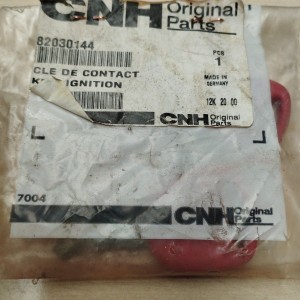 CNH Original Parts
82030144
PCS
1
CLE DE CONTACT
IGNITION
MADE IN
GERMANY
12K 20 00
CNH Original Parts
7004
CNH Original Parts